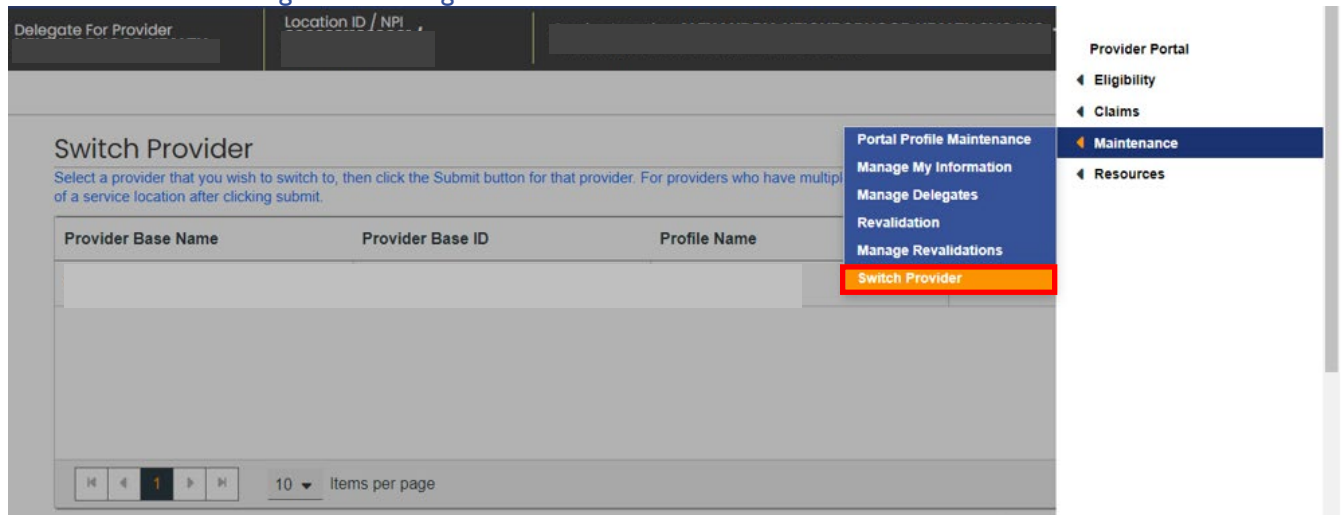 Delegate For Provider
Location ID / NPI
Provider Portal
Eligibility
Claims
Maintenance
Resources
Portal Profile Maintenance
Manage My Information
Manage Delegates
Revalidation
Manage Revalidations
Switch Provider
Switch Provider
Select a provider that you wish to switch to, then click the Submit button for that provider. For providers who have
of a service location after clicking submit.
Provider Base Name Provider Base ID Profile Name
1 10 Items per page